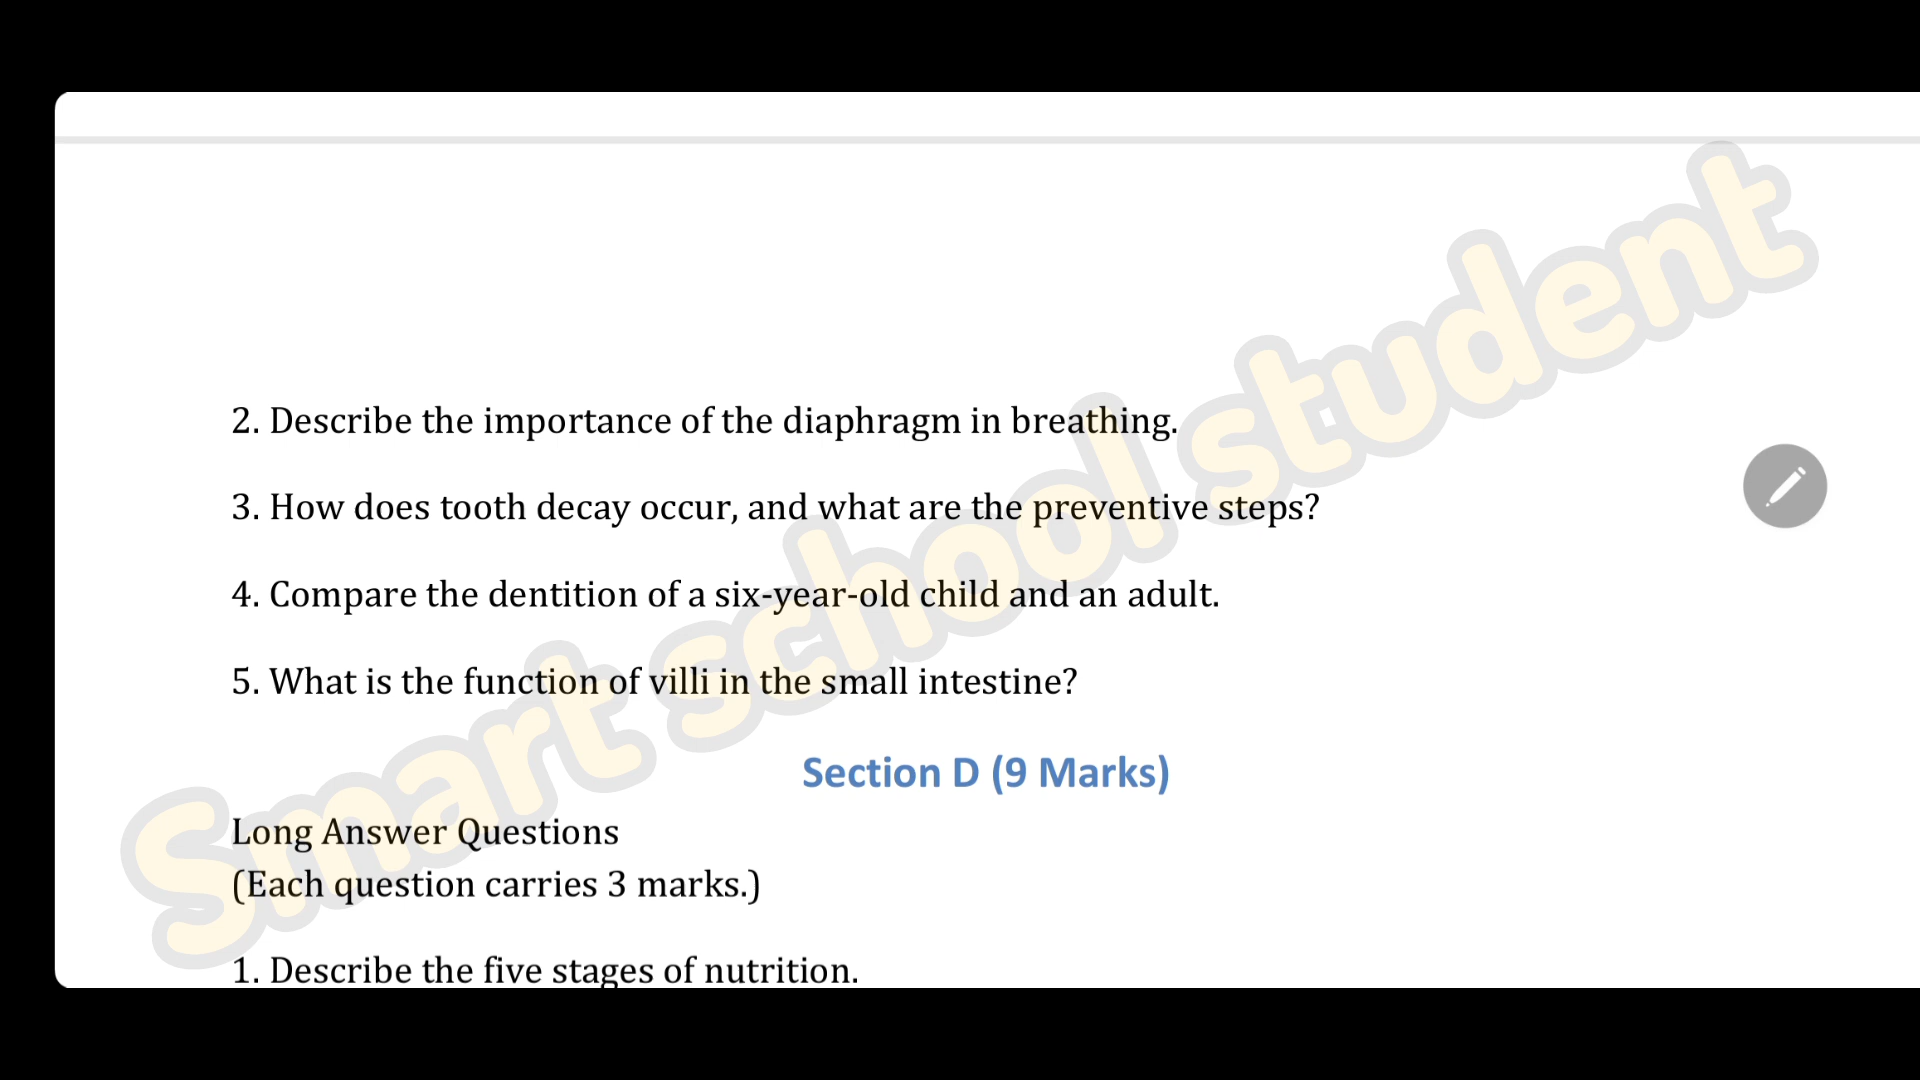 2. Describe the importance of the diaphragm in breathing.
3. How does tooth decay occur, and what are the preventive steps?
4. Compare the dentition of a six-year-old child and an adult.
5. What is the function of villi in the small intestine?
Section D (9 Marks)
Long Answer Questions
(Each question carries 3 marks.)
1. Describe the five stages of nutrition.
Smart school student